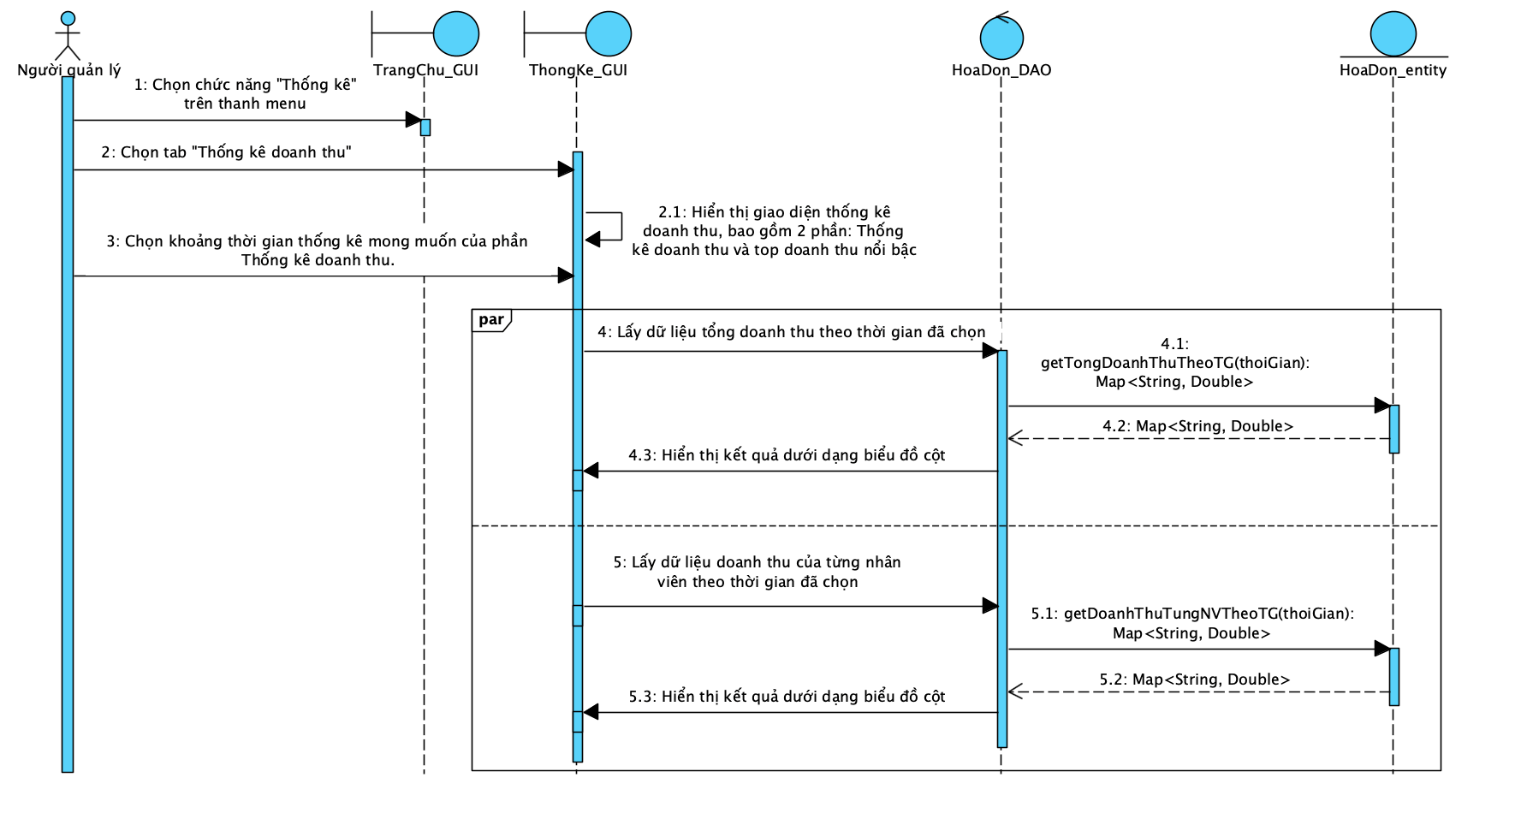 Người quản lý
TrangChu_GUI
ThongKe_GUI
HoaDon_DAO
HoaDon_entity
1: Chọn chức năng "Thống kê"
trên thanh menu
2: Chọn tab "Thống kê doanh thu"
2.1: Hiển thị giao diện thống kê
doanh thu, bao gồm 2 phần: Thống
kê doanh thu và top doanh thu nổi bậc
3: Chọn khoảng thời gian thống kê mong muốn của phần
Thống kê doanh thu.
par
4: Lấy dữ liệu tổng doanh thu theo thời gian đã chọn
4.1:
getTongDoanhThuTheoTG(thoiGian):
Map<String, Double>
4.2: Map<String, Double>
4.3: Hiển thị kết quả dưới dạng biểu đồ cột
5: Lấy dữ liệu doanh thu của từng nhân
viên theo thời gian đã chọn
5.1: getDoanhThuTungNVTheoTG(thoiGian):
Map<String, Double>
5.2: Map<String, Double>
5.3: Hiển thị kết quả dưới dạng biểu đồ cột